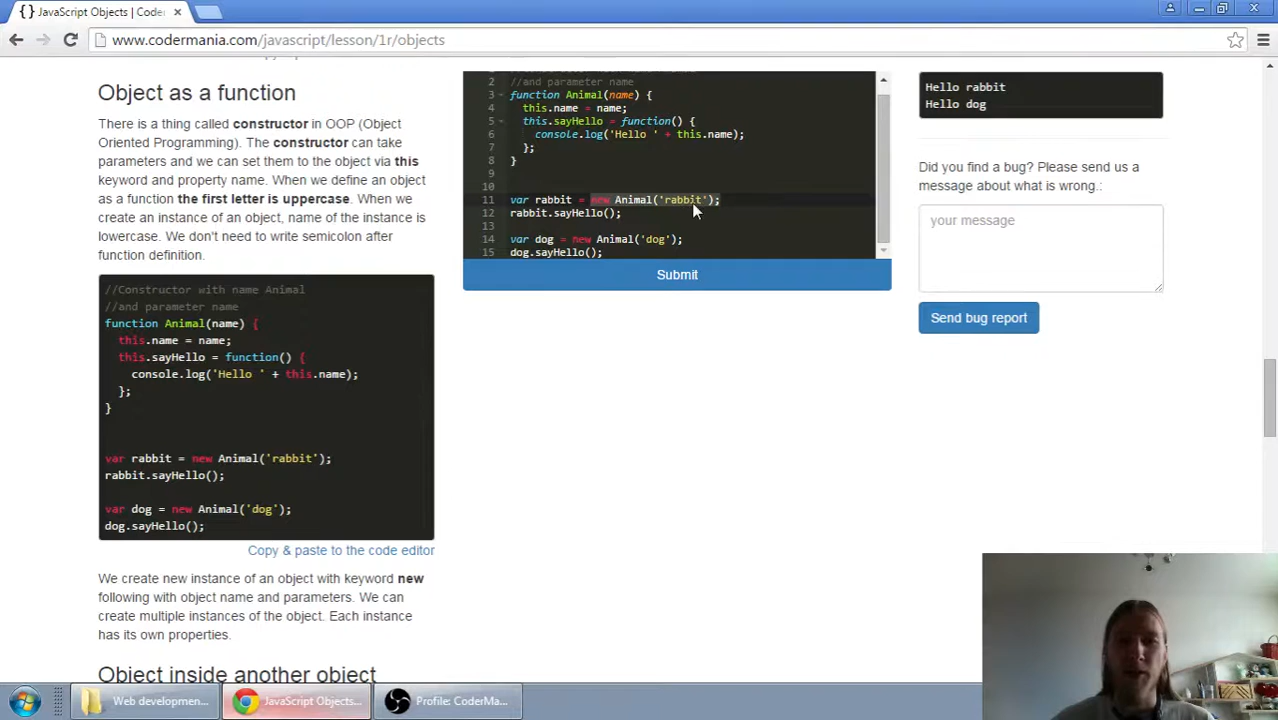 {} JavaScript Objects | Coder
www.codermania.com/javascript/lesson/1r/objects
Object as a function
There is a thing called constructor in OOP (Object
Oriented Programming). The constructor can take
parameters and we can set them to the object via this
keyword and property name. When we define an object
as a function the first letter is uppercase. When we
create an instance of an object, name of the instance is
lowercase. We don't need to write semicolon after
function definition.
//Constructor with name Animal
//and parameter name
function Animal(name) {
this.name = name;
this.sayHello = function() {
console.log('Hello ' + this.name);
};
}
var rabbit = new Animal('rabbit');
rabbit.sayHello();
var dog = new Animal('dog');
dog.sayHello();
Copy & paste to the code editor
We create new instance of an object with keyword new
following with object name and parameters. We can
create multiple instances of the object. Each instance
has its own properties.
Object inside another object
2 //and parameter name
3 function Animal(name) {
4 this.name = name;
5 this.sayHello = function() {
6 console.log('Hello ' + this.name);
7 };
8 }
9
10
11 var rabbit = new Animal('rabbit');
12 rabbit.sayHello();
13
14 var dog = new Animal('dog');
15 dog.sayHello();
Submit
Hello rabbit
Hello dog
Did you find a bug? Please send us a
message about what is wrong.:
your message
Send bug report
Web developmen...
JavaScript Objects...
Profile: CoderMa...